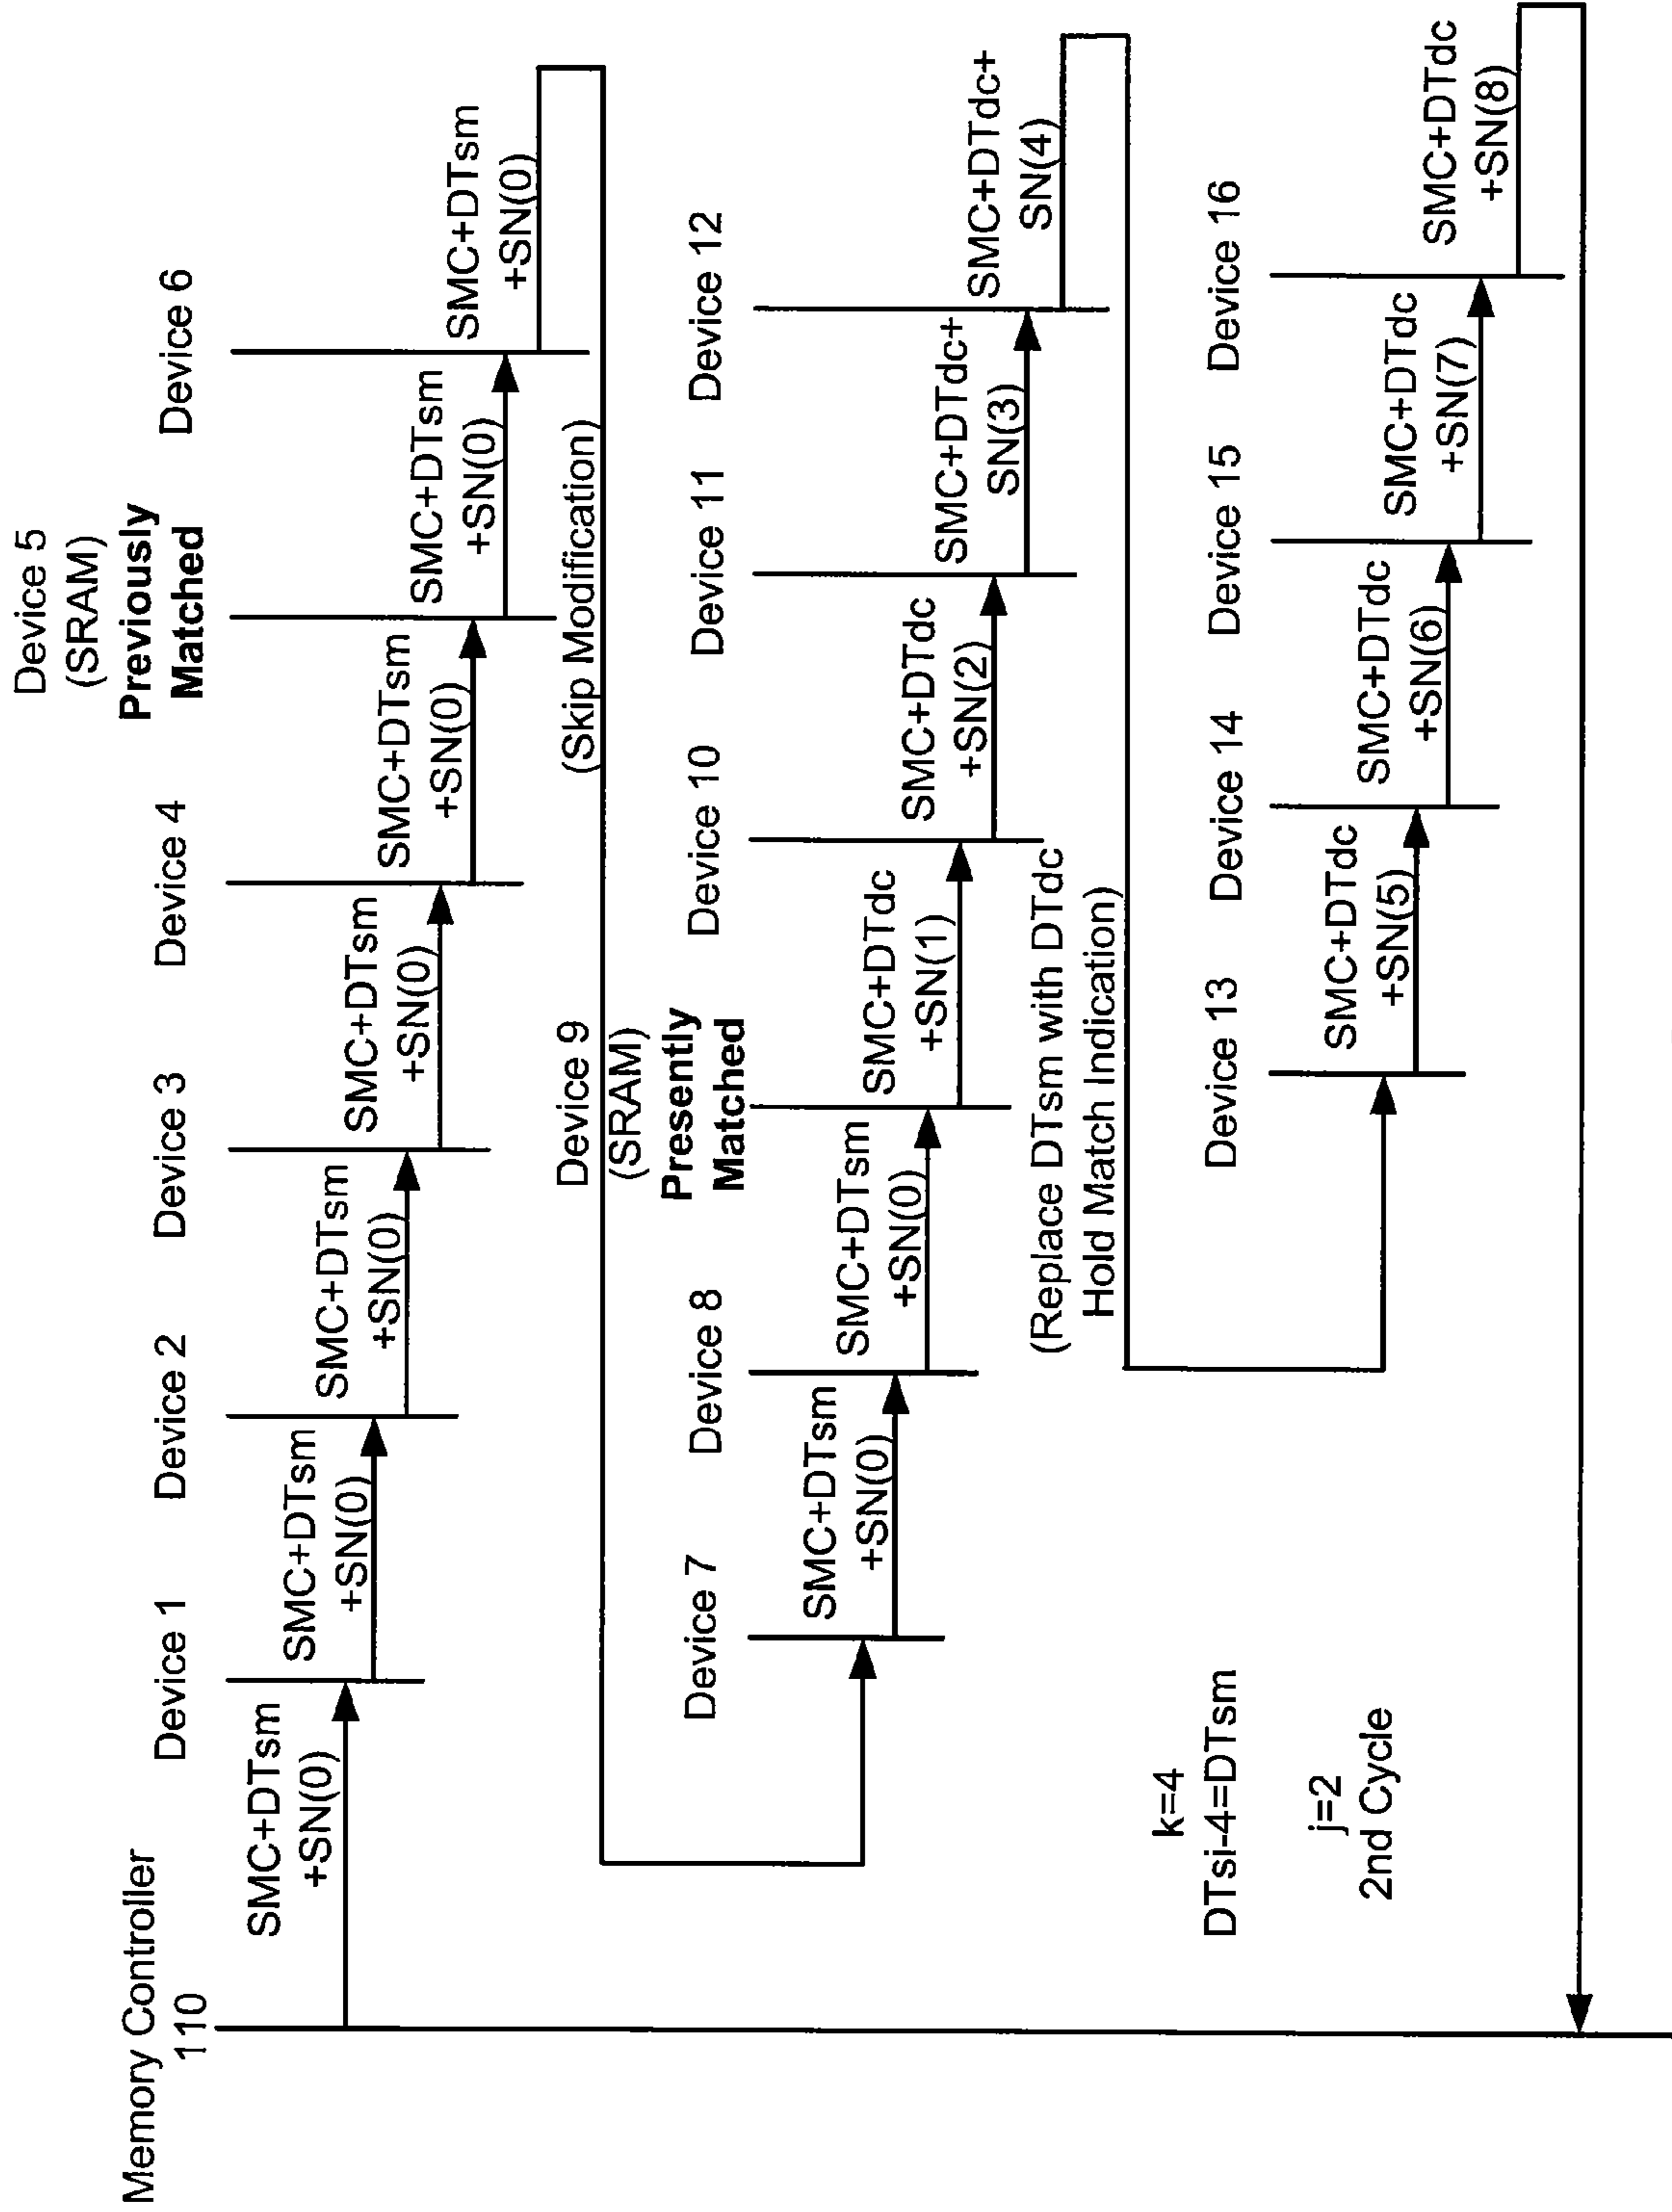 Memory Controller
110
Device 1
Device 2
Device 3
Device 4
Device 5
(SRAM)
Previously
Matched
Device 6
SMC+DTsm
+SN(0)
SMC+DTsm
+SN(0)
SMC+DTsm
+SN(0)
SMC+DTsm
+SN(0)
SMC+DTsm
+SN(0)
SMC+DTsm
+SN(0)
SMC+DTsm
+SN(0)
(Skip Modification)
Device 7
Device 8
Device 9
(SRAM)
Presently
Matched
Device 10
Device 11
Device 12
SMC+DTsm
+SN(0)
SMC+DTsm
+SN(0)
SMC+DTdc
+SN(1)
SMC+DTdc
+SN(2)
SMC+DTdc+
SN(3)
SMC+DTdc+
SN(4)
(Replace DTsm with DTdc
Hold Match Indication)
Device 13
Device 14
Device 15
Device 16
SMC+DTdc
+SN(5)
SMC+DTdc
+SN(6)
SMC+DTdc
+SN(7)
SMC+DTdc
+SN(8)
k=4
DTsi-4=DTsm
j=2
2nd Cycle